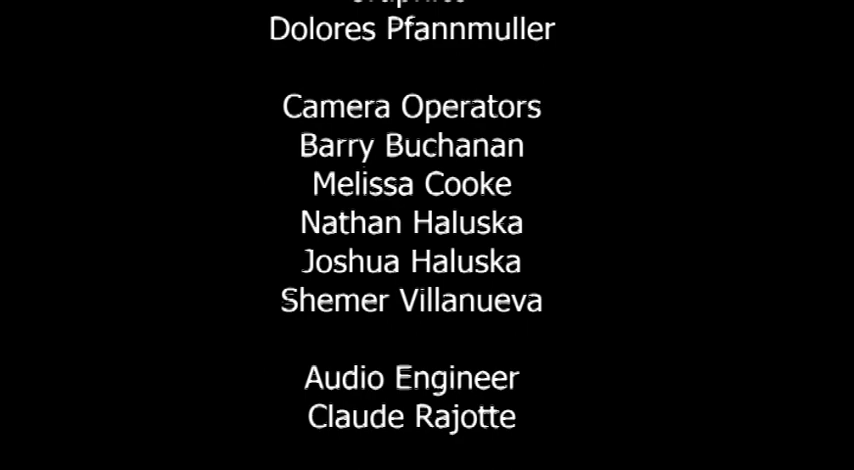 Dolores Pfannmuller
Camera Operators
Barry Buchanan
Melissa Cooke
Nathan Haluska
Joshua Haluska
Shemer Villanueva
Audio Engineer
Claude Rajotte